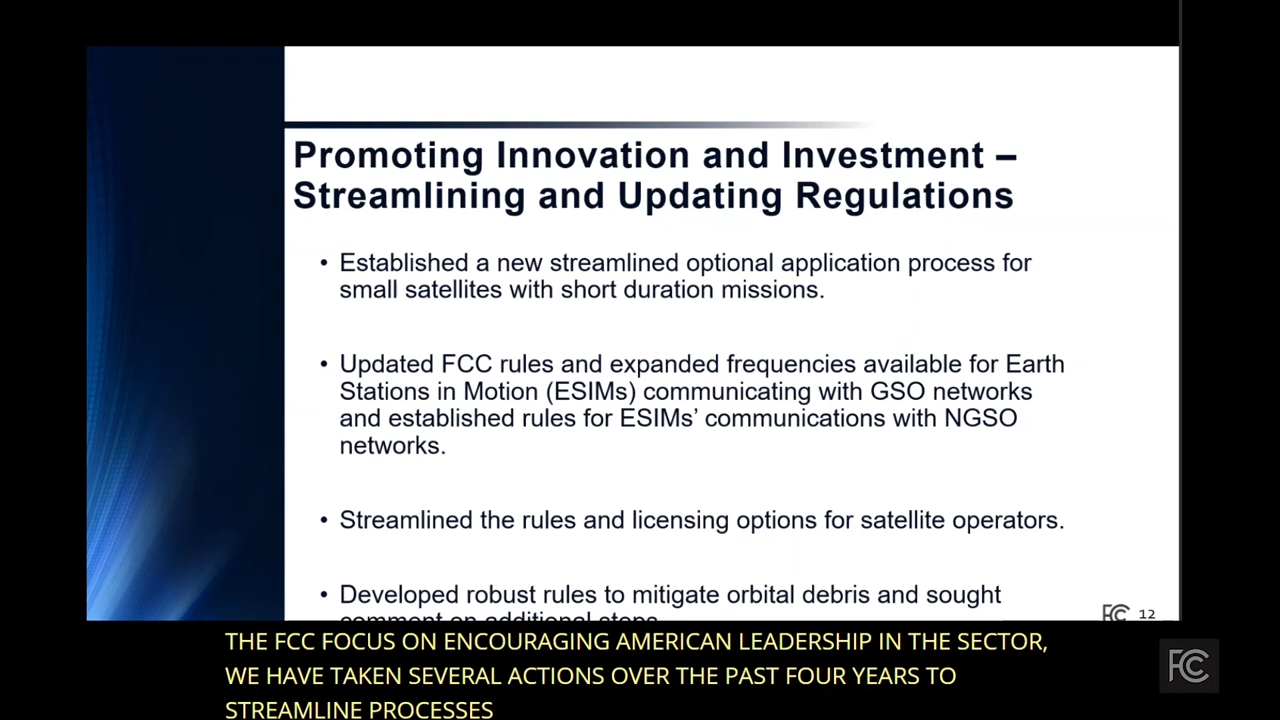 Promoting Innovation and Investment –
Streamlining and Updating Regulations
• Established a new streamlined optional application process for
small satellites with short duration missions.
• Updated FCC rules and expanded frequencies available for Earth
Stations in Motion (ESIMs) communicating with GSO networks
and established rules for ESIMs’ communications with NGSO
networks.
• Streamlined the rules and licensing options for satellite operators.
• Developed robust rules to mitigate orbital debris and sought
comment on additional steps
FCC 12
THE FCC FOCUS ON ENCOURAGING AMERICAN LEADERSHIP IN THE SECTOR,
WE HAVE TAKEN SEVERAL ACTIONS OVER THE PAST FOUR YEARS TO
STREAMLINE PROCESSES
FCC